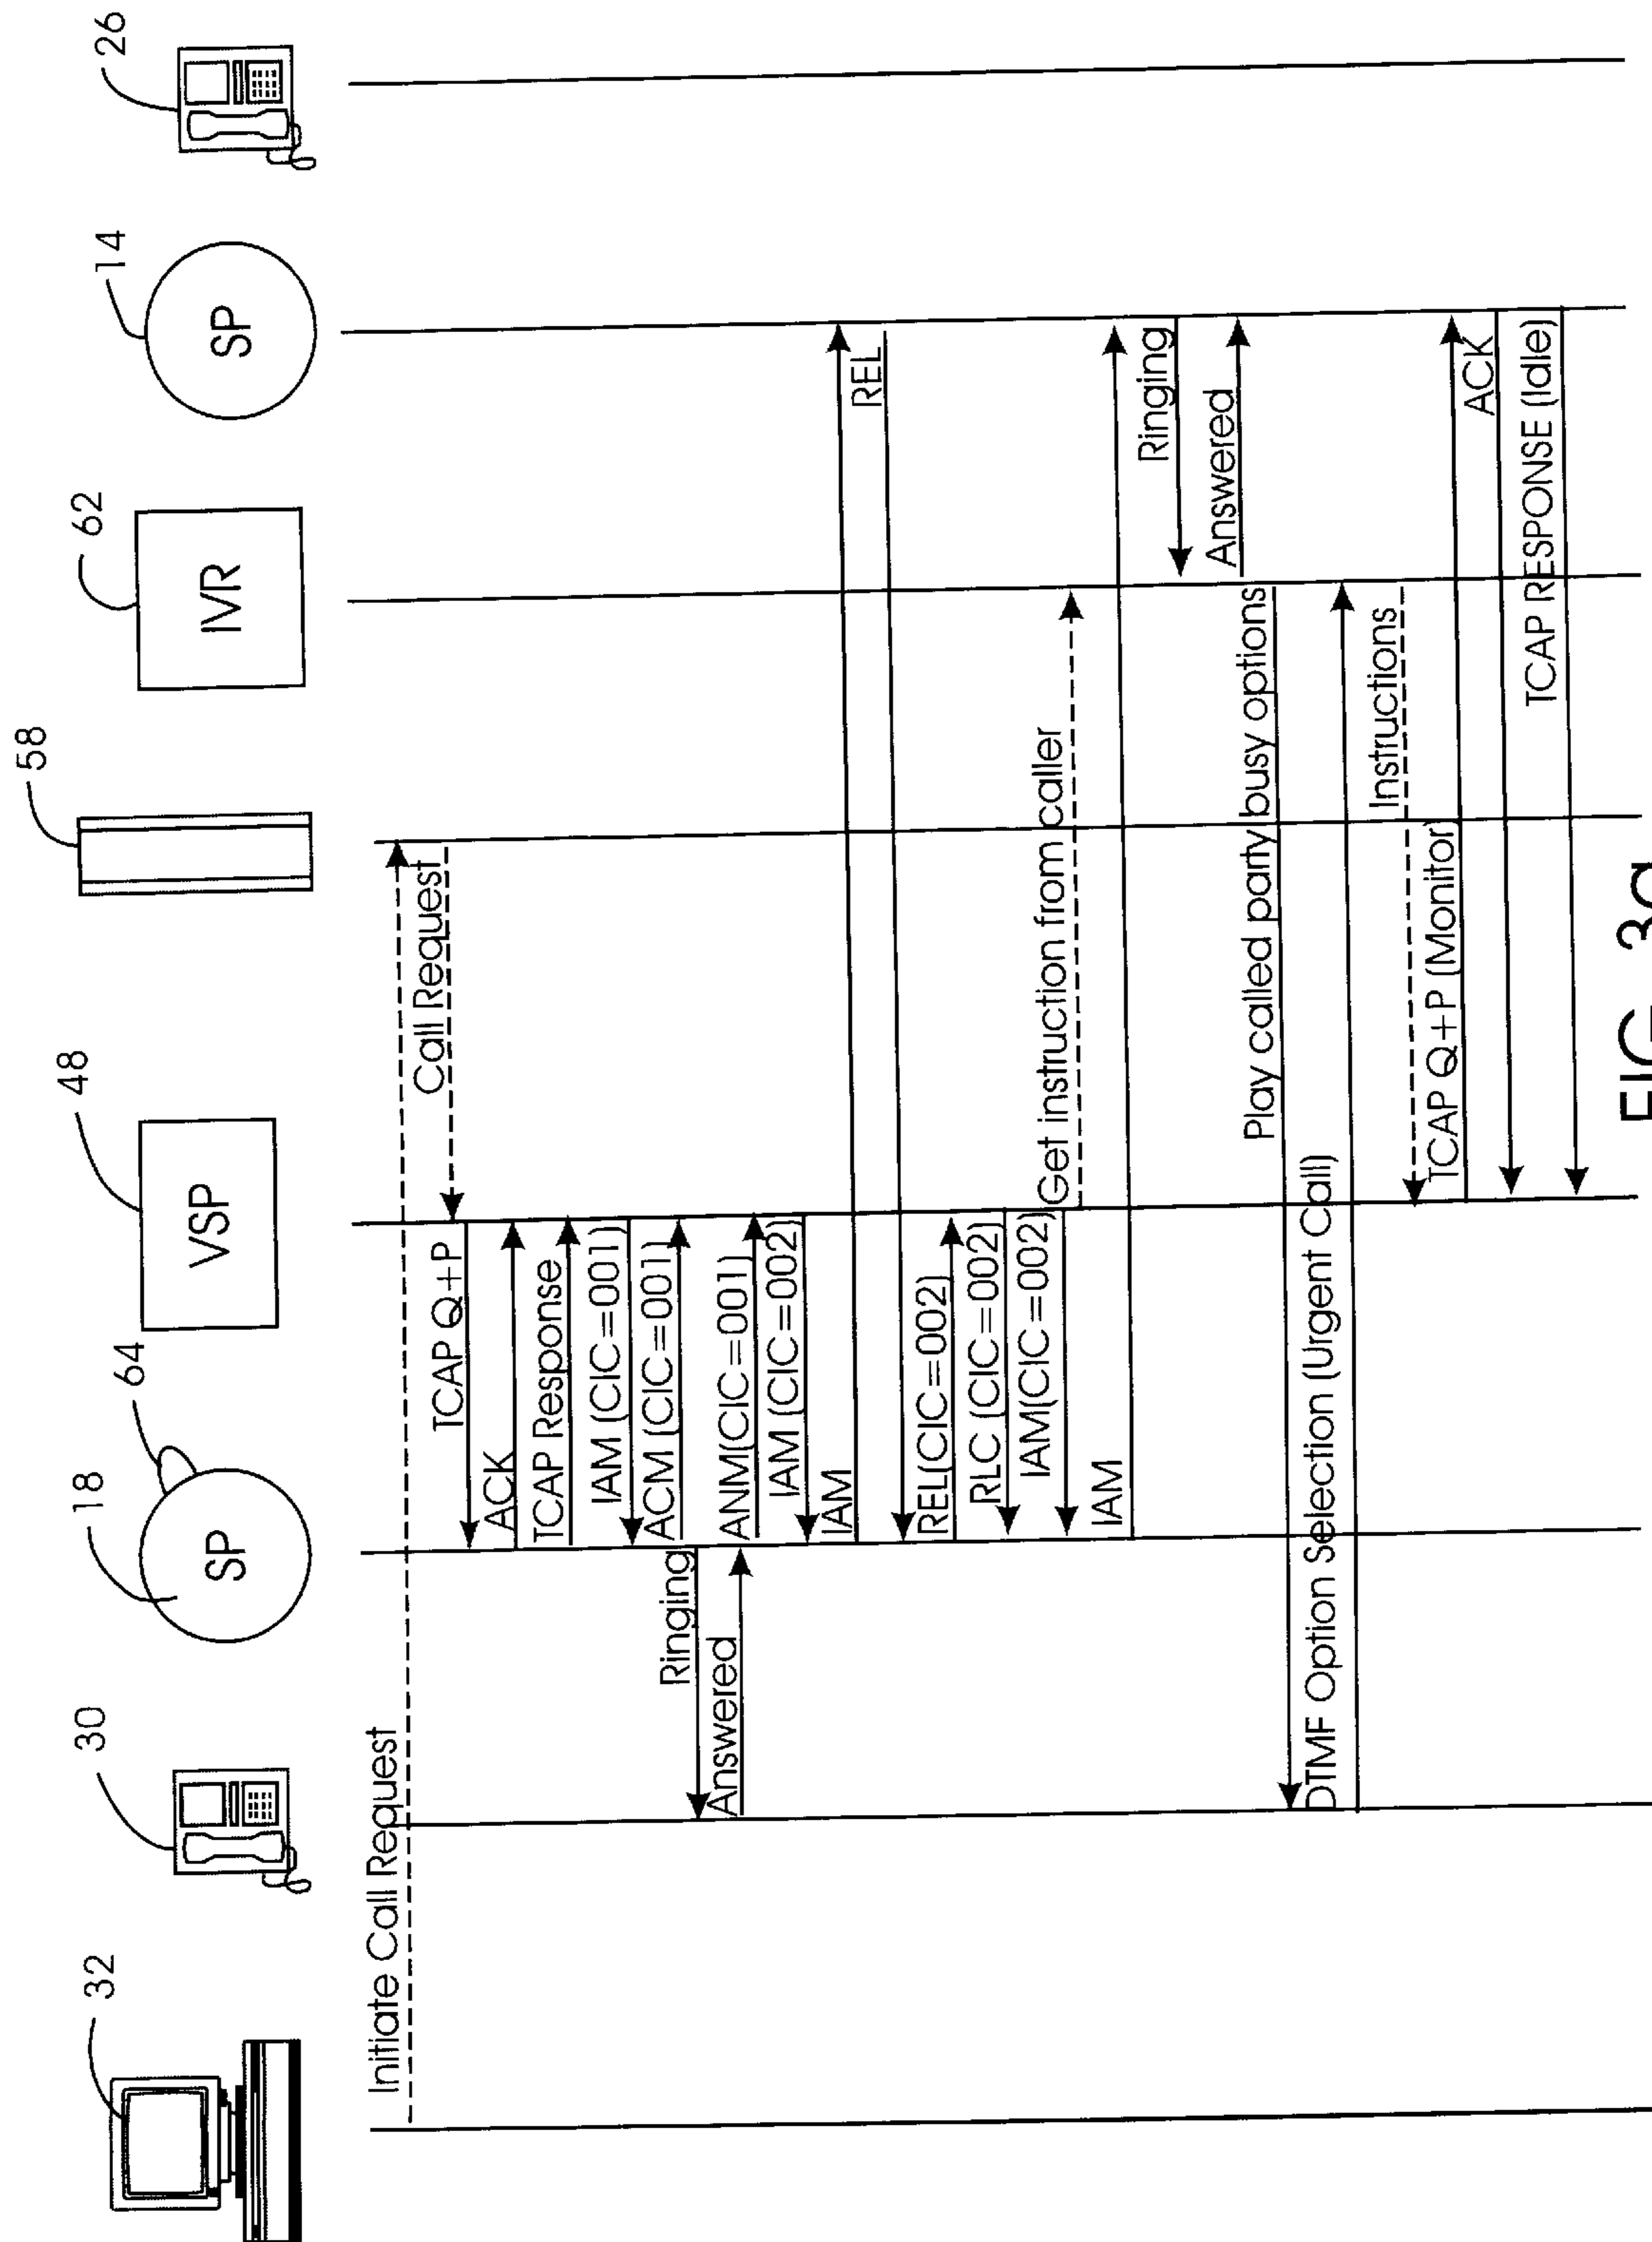 32
30
18
64
48
58
62
14
26
SP
VSP
IVR
SP
Initiate Call Request
Call Request
TCAP Q+P
ACK
TCAP Response
IAM (CIC=001)
ACM (CIC=001)
Ringing
Answered
ANM(CIC=001)
IAM (CIC=002)
IAM
REL
REL(CIC=002)
RLC (CIC=002)
IAM(CIC=002)
Get instruction from caller
IAM
Ringing
Answered
Play called party busy options
DTMF Option Selection (Urgent Call)
Instructions
TCAP Q+P (Monitor)
ACK
TCAP RESPONSE (Idle)
FIG. 3a